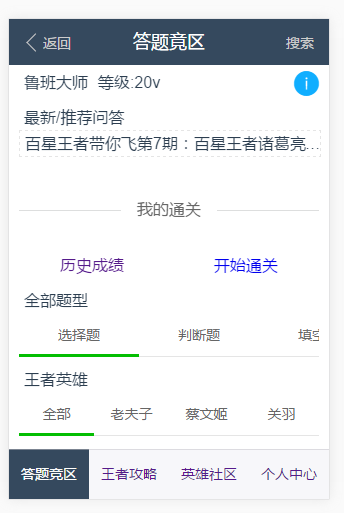 返回 答题竟区 搜索
鲁班大师 等级:20v i
最新/推荐问答
百星王者带你飞第7期：百星王者诸葛亮...
我的通关
历史成绩 开始通关
全部题型
选择题 判断题 填空
王者英雄
全部 老夫子 蔡文姬 关羽
答题竞区 王者攻略 英雄社区 个人中心